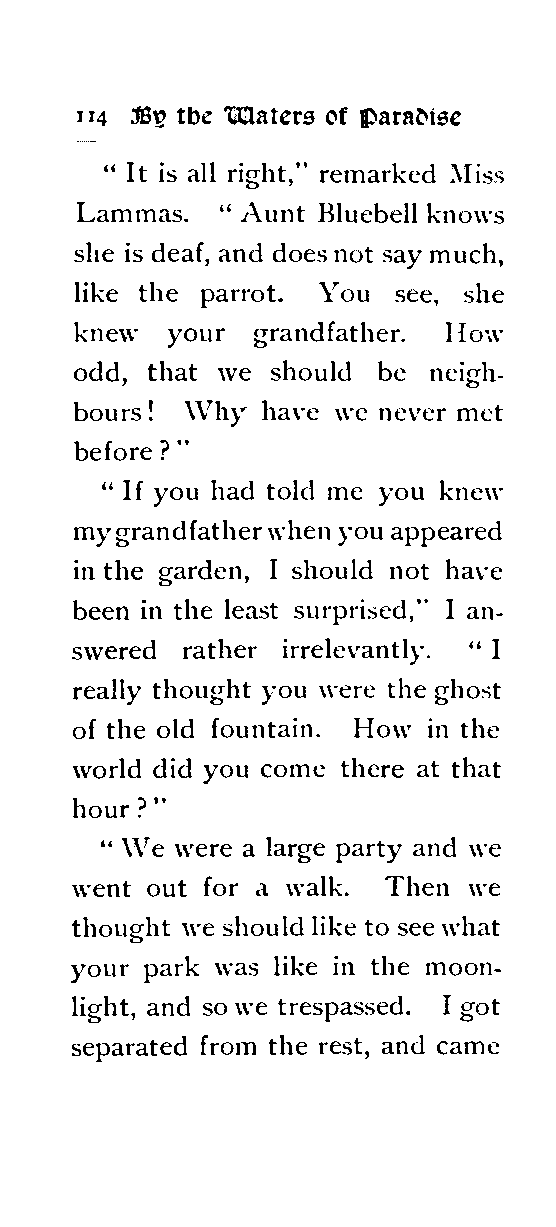 114 By the Waters of Paradise
“ It is all right,” remarked Miss
Lammas. “ Aunt Bluebell knows
she is deaf, and does not say much,
like the parrot. You see, she
knew your grandfather. How
odd, that we should be neigh-
bours! Why have we never met
before ? ”
“ If you had told me you knew
my grandfather when you appeared
in the garden, I should not have
been in the least surprised,” I an-
swered rather irrelevantly. “ I
really thought you were the ghost
of the old fountain. How in the
world did you come there at that
hour ? ”
“ We were a large party and we
went out for a walk. Then we
thought we should like to see what
your park was like in the moon-
light, and so we trespassed. I got
separated from the rest, and came